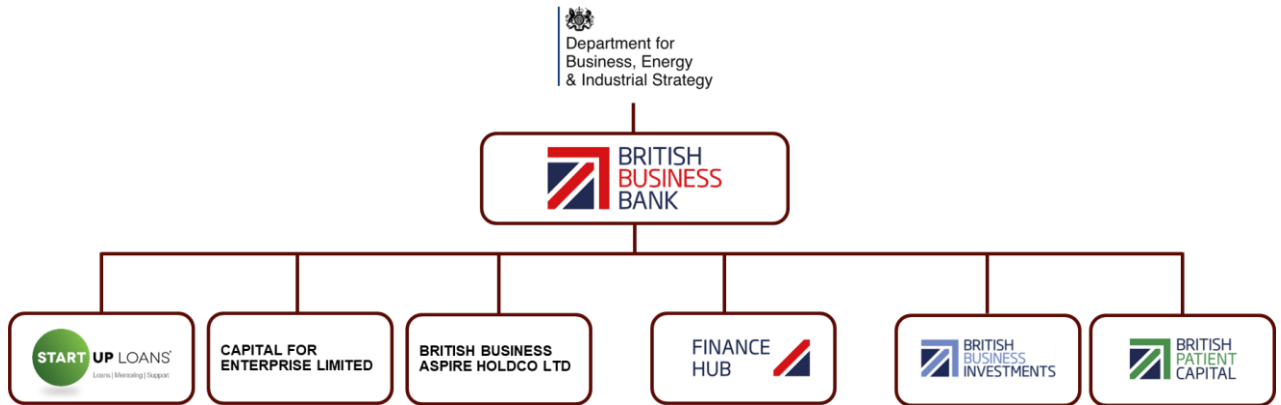 Department for
Business, Energy
& Industrial Strategy
BRITISH
BUSINESS
BANK
START UP LOANS
Loans | Mentoring | Support
CAPITAL FOR
ENTERPRISE LIMITED
BRITISH BUSINESS
ASPIRE HOLDCO LTD
FINANCE
HUB
BRITISH
BUSINESS
INVESTMENTS
BRITISH
PATIENT
CAPITAL